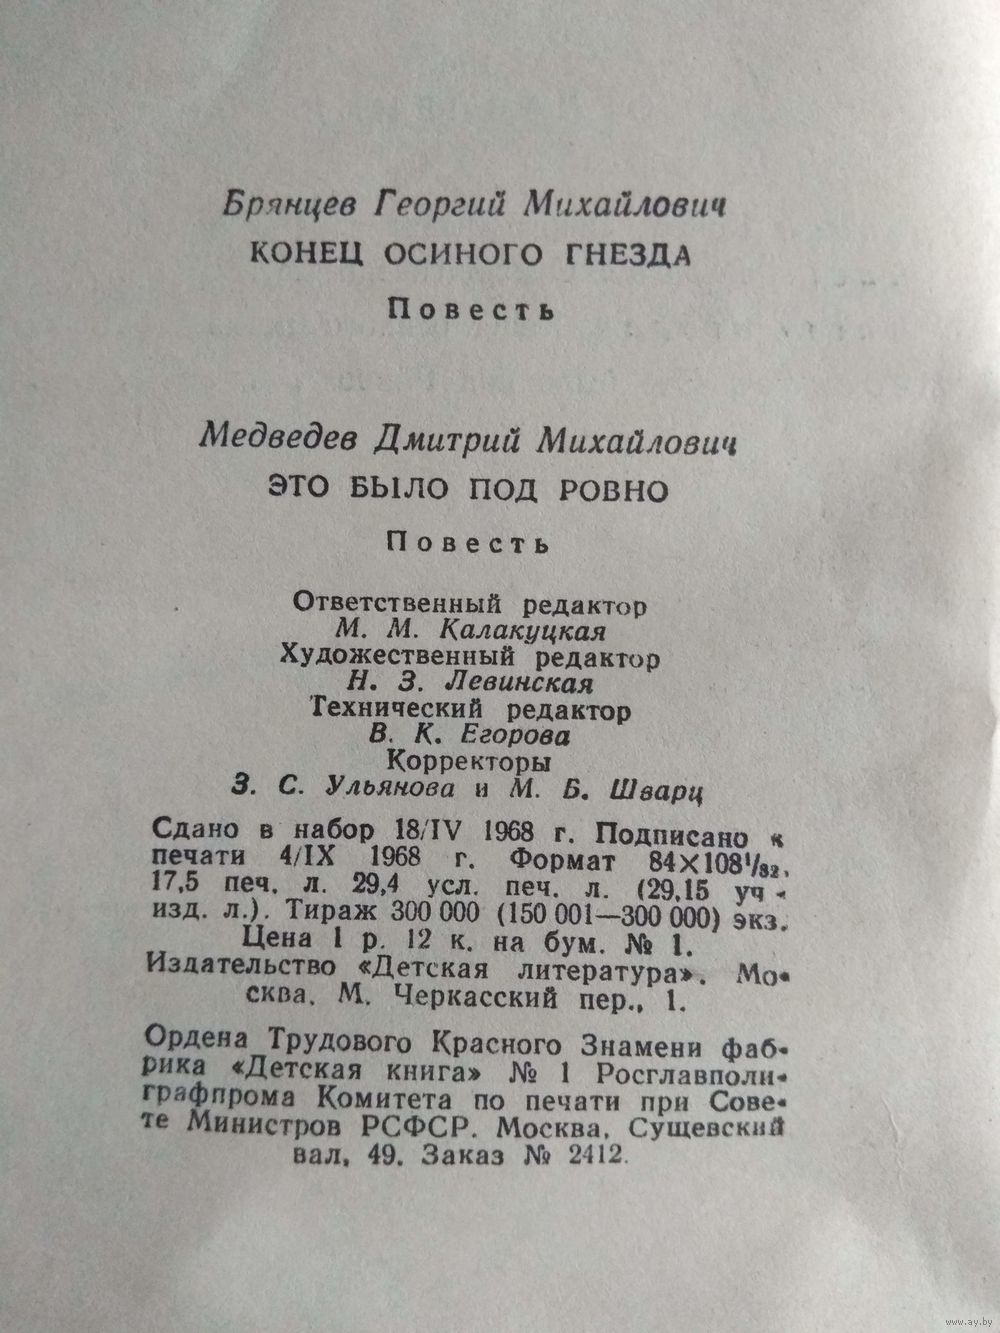 Брянцев Георгий Михайлович
КОНЕЦ ОСИНОГО ГНЕЗДА
Повесть
Медведев Дмитрий Михайлович
ЭТО БЫЛО ПОД РОВНО
Повесть
Ответственный редактор
М. М. Калакуцкая
Художественный редактор
Н. З. Левинская
Технический редактор
В. К. Егорова
Корректоры
З. С. Ульянова и М. Б. Шварц
Сдано в набор 18/IV 1968 г. Подписано к
печати 4/IX 1968 г. Формат 84×108¹/₃₂.
17,5 печ. л. 29,4 усл. печ. л. (29,15 уч-
изд. л.). Тираж 300 000 (150 001—300 000) экз.
Цена 1 р. 12 к. на бум. № 1.
Издательство «Детская литература». Мо-
сква. М. Черкасский пер., 1.
Ордена Трудового Красного Знамени фаб-
рика «Детская книга» № 1 Росглавполи-
графпрома Комитета по печати при Сове-
те Министров РСФСР. Москва, Сущевский
вал, 49. Заказ № 2412.
www.ay.by